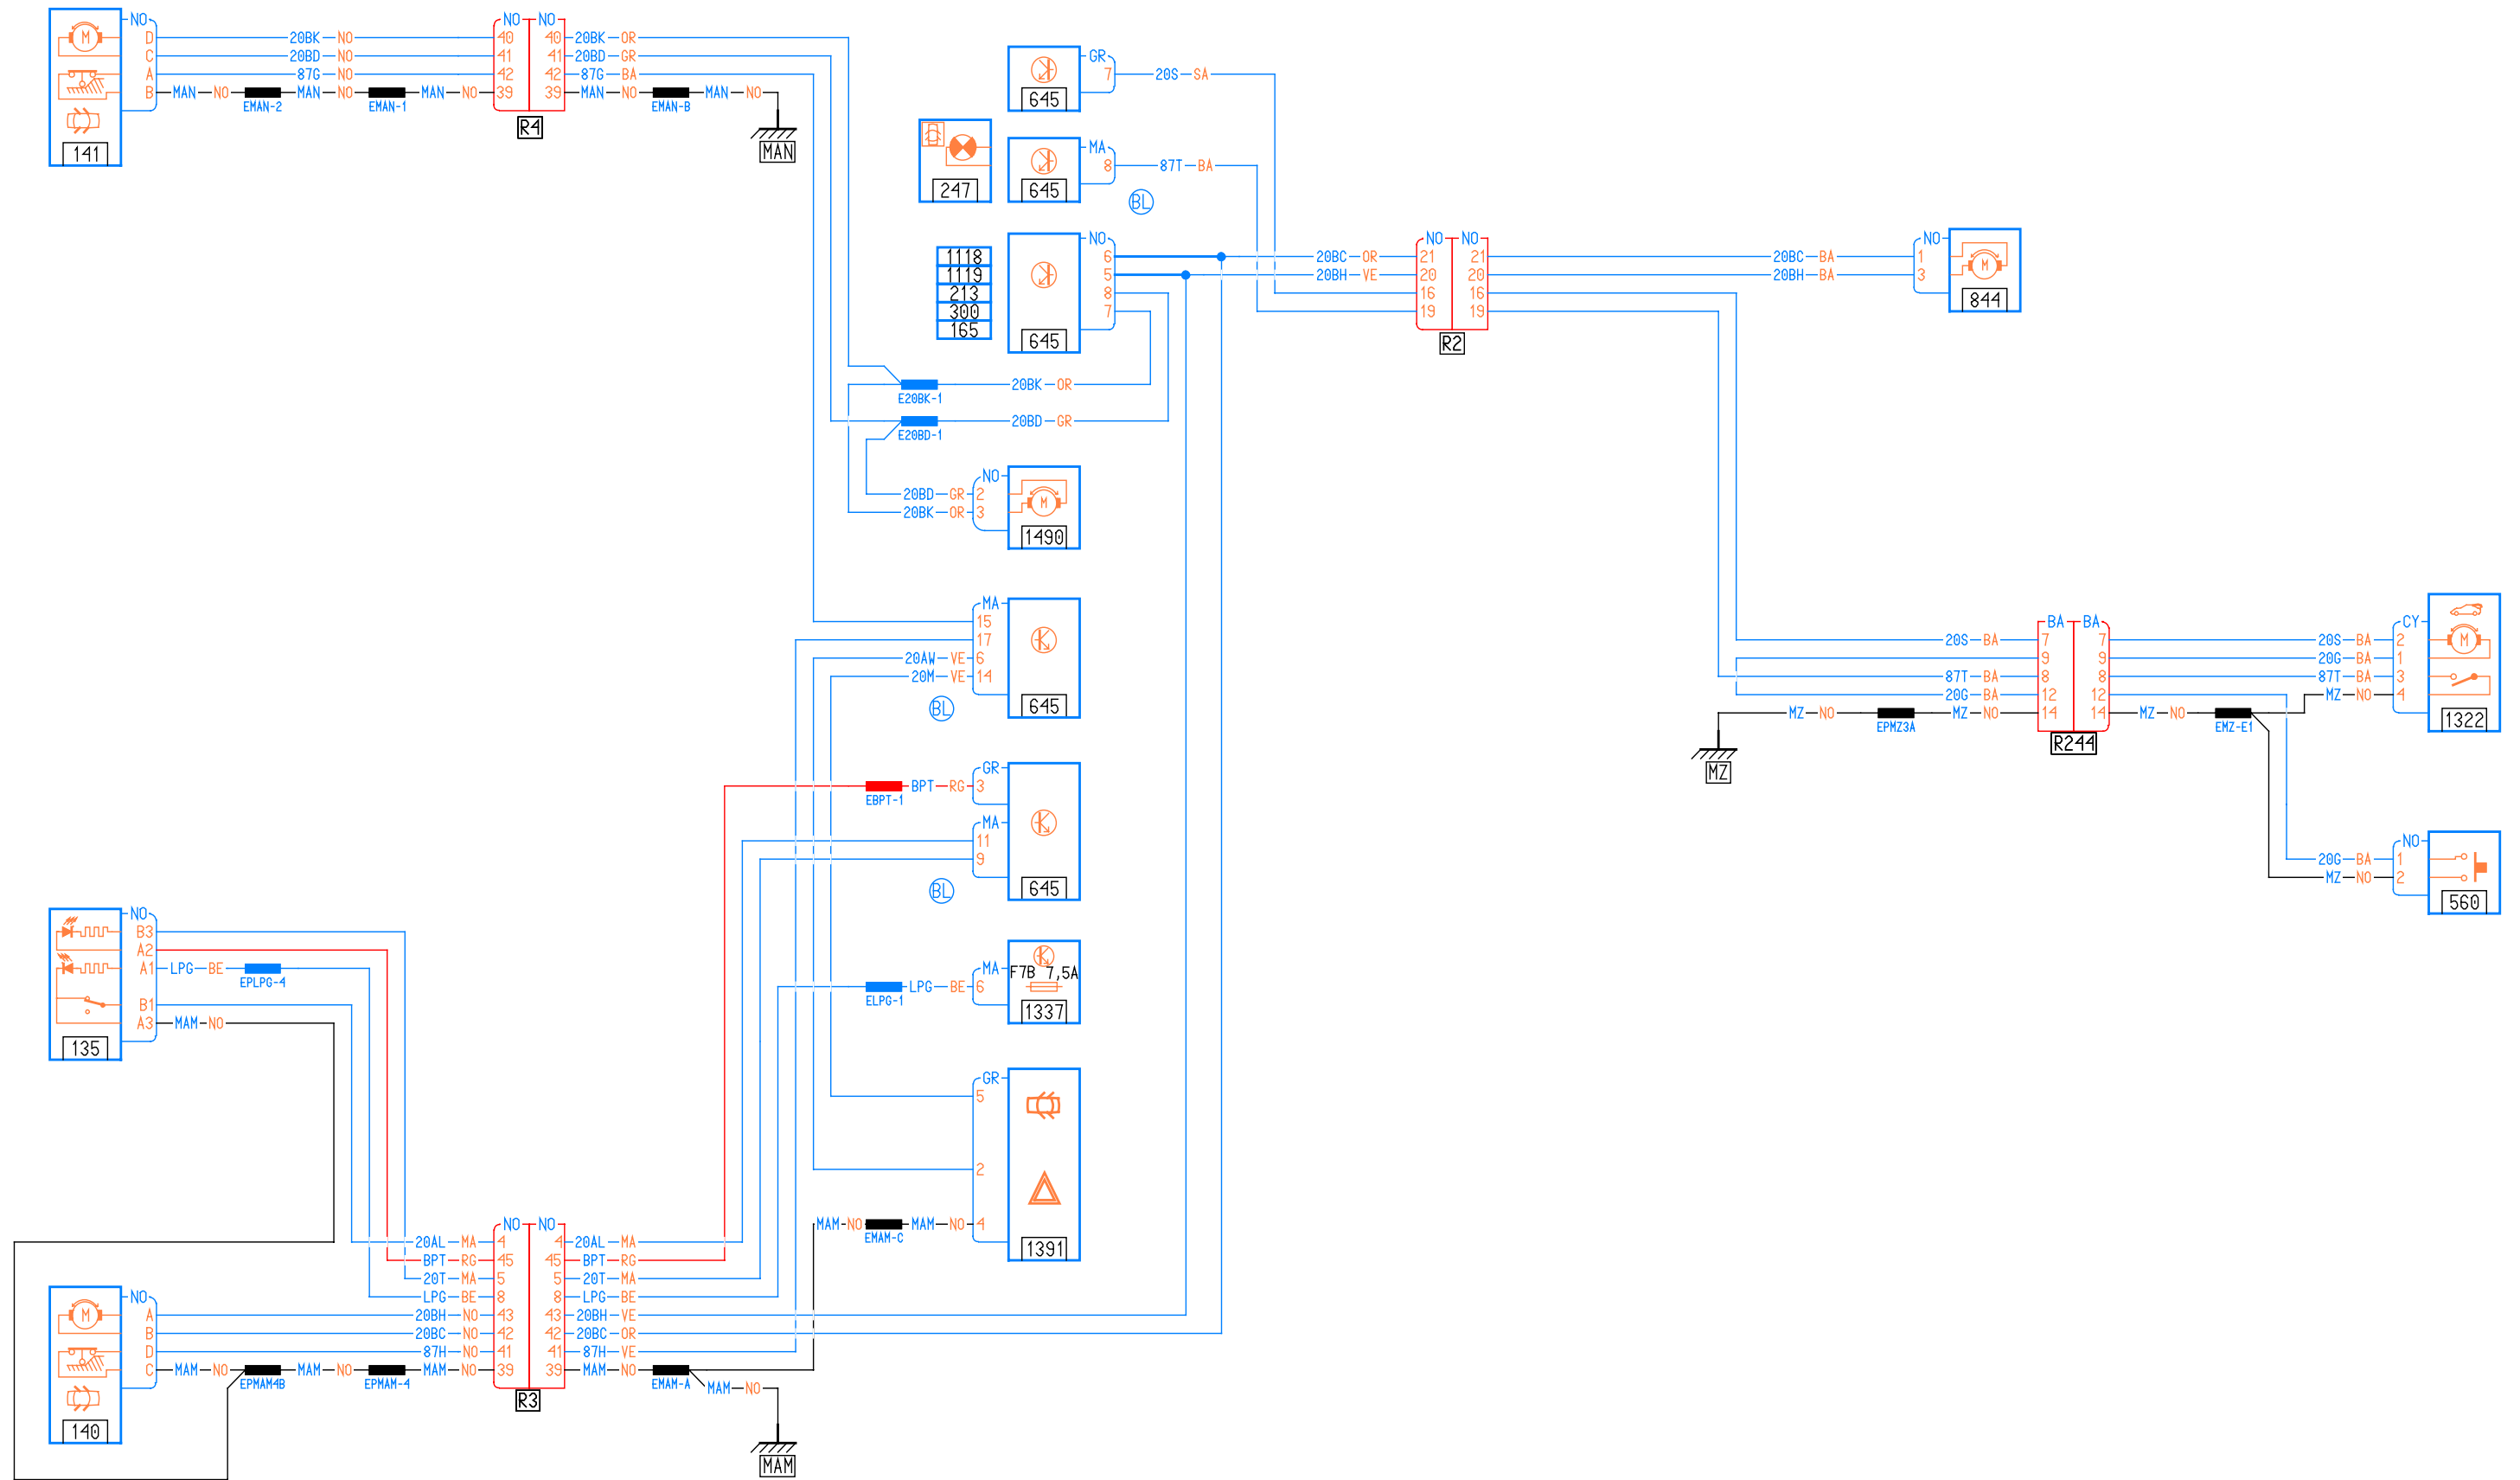 NO
D 20BK NO 40
C 20BD NO 41
A 87G NO 42
B MAN NO EMAN-2 MAN NO EMAN-1 MAN NO 39
141
NO NO
40 20BK OR
41 20BD GR
42 87G BA
39 MAN NO EMAN-B MAN NO
R4
MAN
GR
7 20S SA
645
247
MA
8 87T BA
645
BL
1118
1119
213
300
165
NO
6
5
8
7
645
20BC OR 21
20BH VE 20
16
19
NO NO
21 20BC BA 1
20 20BH BA 3
16
19
R2
NO
844
20BK OR
E20BK-1
20BD GR
E20BD-1
NO
20BD GR 2
20BK OR 3
1490
MA
15
17
20AW VE 6
20M VE 14
645
BL
BA BA
20S BA 7
9
87T BA 8
20G BA 12
MZ NO EPMZ3A MZ NO 14
MZ
R244
7 20S BA 2
9 20G BA 1
8 87T BA 3
12 MZ NO 4
14 MZ NO EMZ-E1
CY
1322
GR
EBPT-1 BPT RG 3
MA
11
9
645
BL
NO
20G BA 1
MZ NO 2
560
NO
B3
A2
A1 LPG BE EPLPG-4
B1
A3 MAM NO
135
MA
F7B 7,5A
ELPG-1 LPG BE 6
1337
GR
5
2
MAM NO EMAM-C MAM NO 4
1391
NO NO
20AL MA 4 4 20AL MA
BPT RG 45 45 BPT RG
20T MA 5 5 20T MA
LPG BE 8 8 LPG BE
NO
A 20BH NO 43 43 20BH VE
B 20BC NO 42 42 20BC OR
D 87H NO 41 41 87H VE
C MAM NO EPMAM4B MAM NO EPMAM-4 MAM NO 39 39 MAM NO EMAM-A
MAM NO
R3
140
MAM